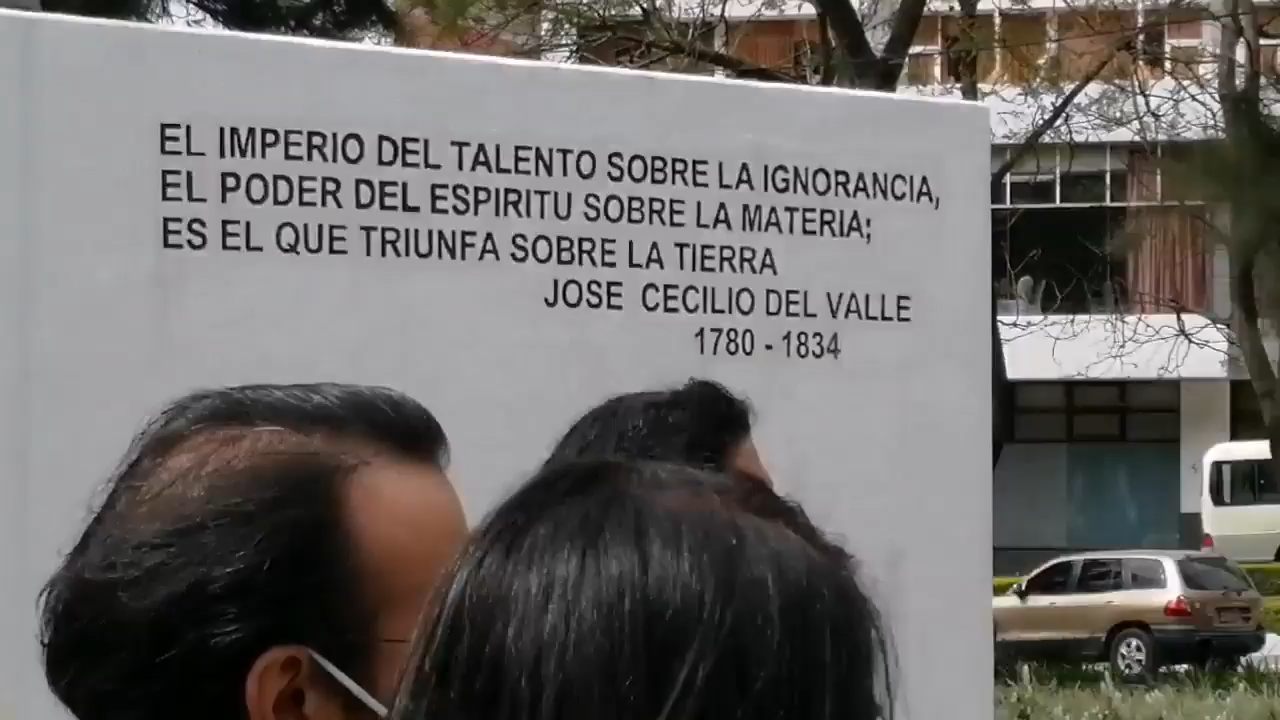 EL IMPERIO DEL TALENTO SOBRE LA IGNORANCIA,
EL PODER DEL ESPIRITU SOBRE LA MATERIA;
ES EL QUE TRIUNFA SOBRE LA TIERRA
JOSE CECILIO DEL VALLE
1780 - 1834